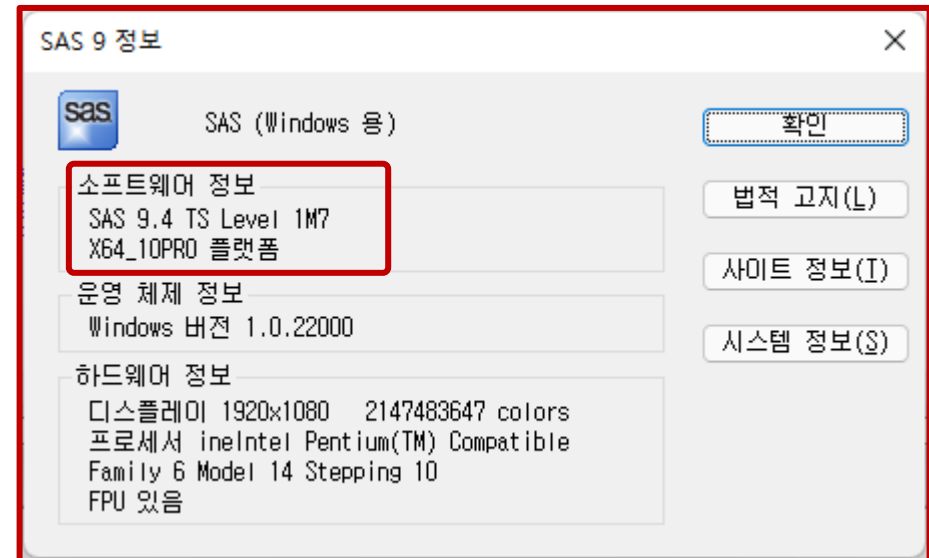 SAS 9 정보
sas
SAS (Windows 용)
확인
소프트웨어 정보
SAS 9.4 TS Level 1M7
X64_10PRO 플랫폼
법적 고지(L)
사이트 정보(I)
운영 체제 정보
Windows 버전 1.0.22000
시스템 정보(S)
하드웨어 정보
디스플레이 1920x1080 2147483647 colors
프로세서 ineIntel Pentium(TM) Compatible
Family 6 Model 14 Stepping 10
FPU 있음